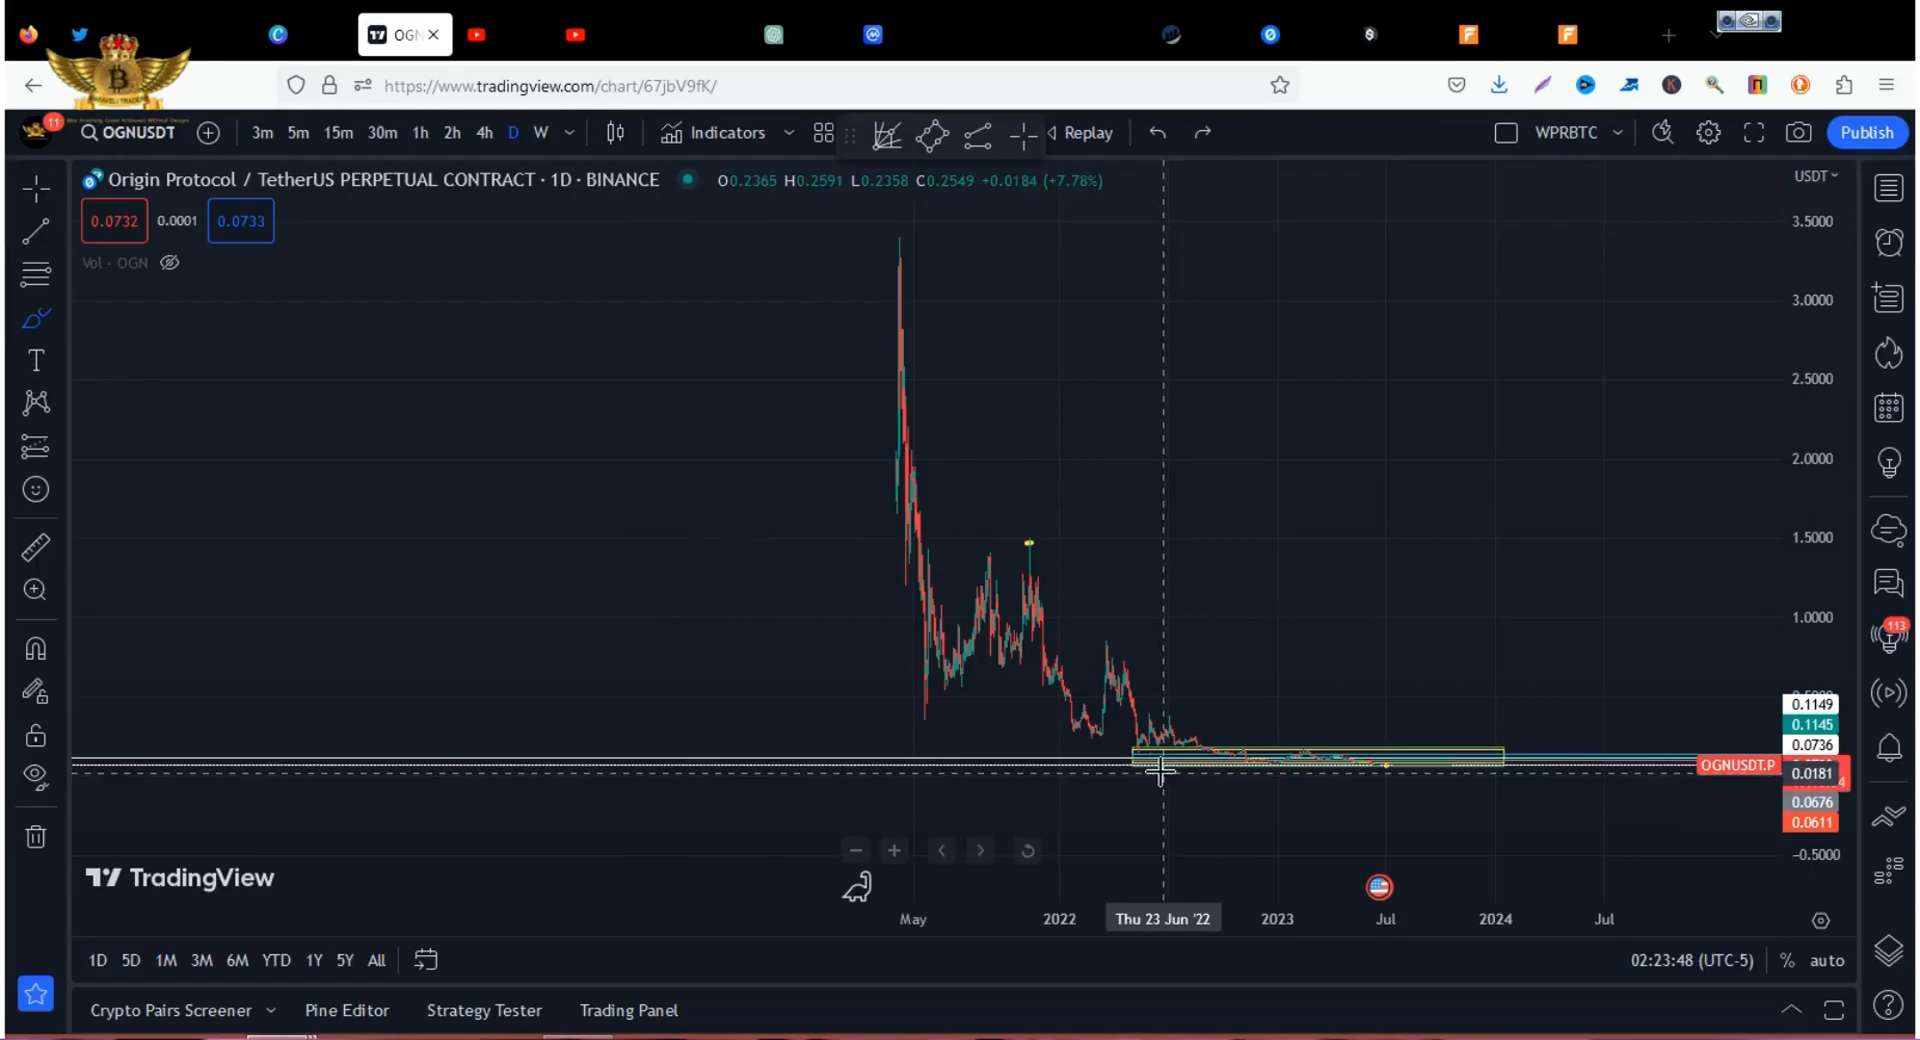 OGN
https://www.tradingview.com/chart/67jbV9fK/
11
OGNUSDT
3m 5m 15m 30m 1h 2h 4h D W
Indicators
Replay
WPRBTC
Publish
Origin Protocol / TetherUS PERPETUAL CONTRACT · 1D · BINANCE
O0.2365 H0.2591 L0.2358 C0.2549 +0.0184 (+7.78%)
USDT
0.0732 0.0001 0.0733
Vol · OGN
3.5000
3.0000
2.5000
2.0000
1.5000
1.0000
113
0.1149
0.1145
0.0736
OGNUSDT.P
0.0181
0.0676
0.0611
-0.5000
TradingView
May 2022 Thu 23 Jun '22 2023 Jul 2024 Jul
1D 5D 1M 3M 6M YTD 1Y 5Y All
02:23:48 (UTC-5) % auto
Crypto Pairs Screener Pine Editor Strategy Tester Trading Panel